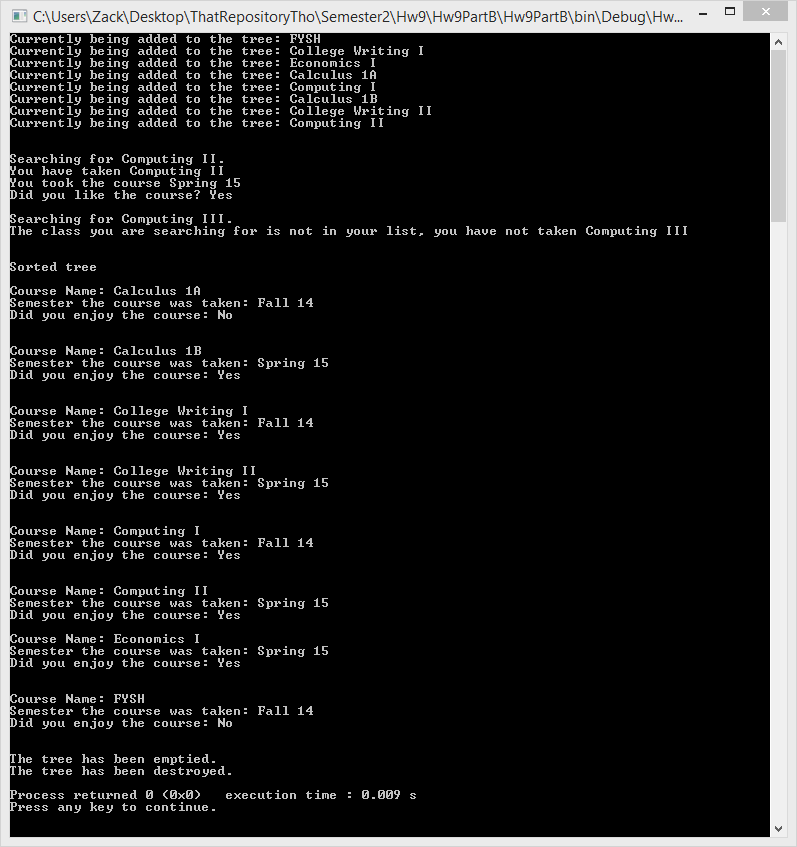 C:\Users\Zack\Desktop\ThatRepositoryTho\Semester2\Hw9\Hw9PartB\Hw9PartB\bin\Debug\Hw...
Currently being added to the tree: FYSH
Currently being added to the tree: College Writing I
Currently being added to the tree: Economics I
Currently being added to the tree: Calculus 1A
Currently being added to the tree: Computing I
Currently being added to the tree: Calculus 1B
Currently being added to the tree: College Writing II
Currently being added to the tree: Computing II
Searching for Computing II.
You have taken Computing II
You took the course Spring 15
Did you like the course? Yes
Searching for Computing III.
The class you are searching for is not in your list, you have not taken Computing III
Sorted tree
Course Name: Calculus 1A
Semester the course was taken: Fall 14
Did you enjoy the course: No
Course Name: Calculus 1B
Semester the course was taken: Spring 15
Did you enjoy the course: Yes
Course Name: College Writing I
Semester the course was taken: Fall 14
Did you enjoy the course: Yes
Course Name: College Writing II
Semester the course was taken: Spring 15
Did you enjoy the course: Yes
Course Name: Computing I
Semester the course was taken: Fall 14
Did you enjoy the course: Yes
Course Name: Computing II
Semester the course was taken: Spring 15
Did you enjoy the course: Yes
Course Name: Economics I
Semester the course was taken: Spring 15
Did you enjoy the course: Yes
Course Name: FYSH
Semester the course was taken: Fall 14
Did you enjoy the course: No
The tree has been emptied.
The tree has been destroyed.
Process returned 0 (0x0)   execution time : 0.009 s
Press any key to continue.